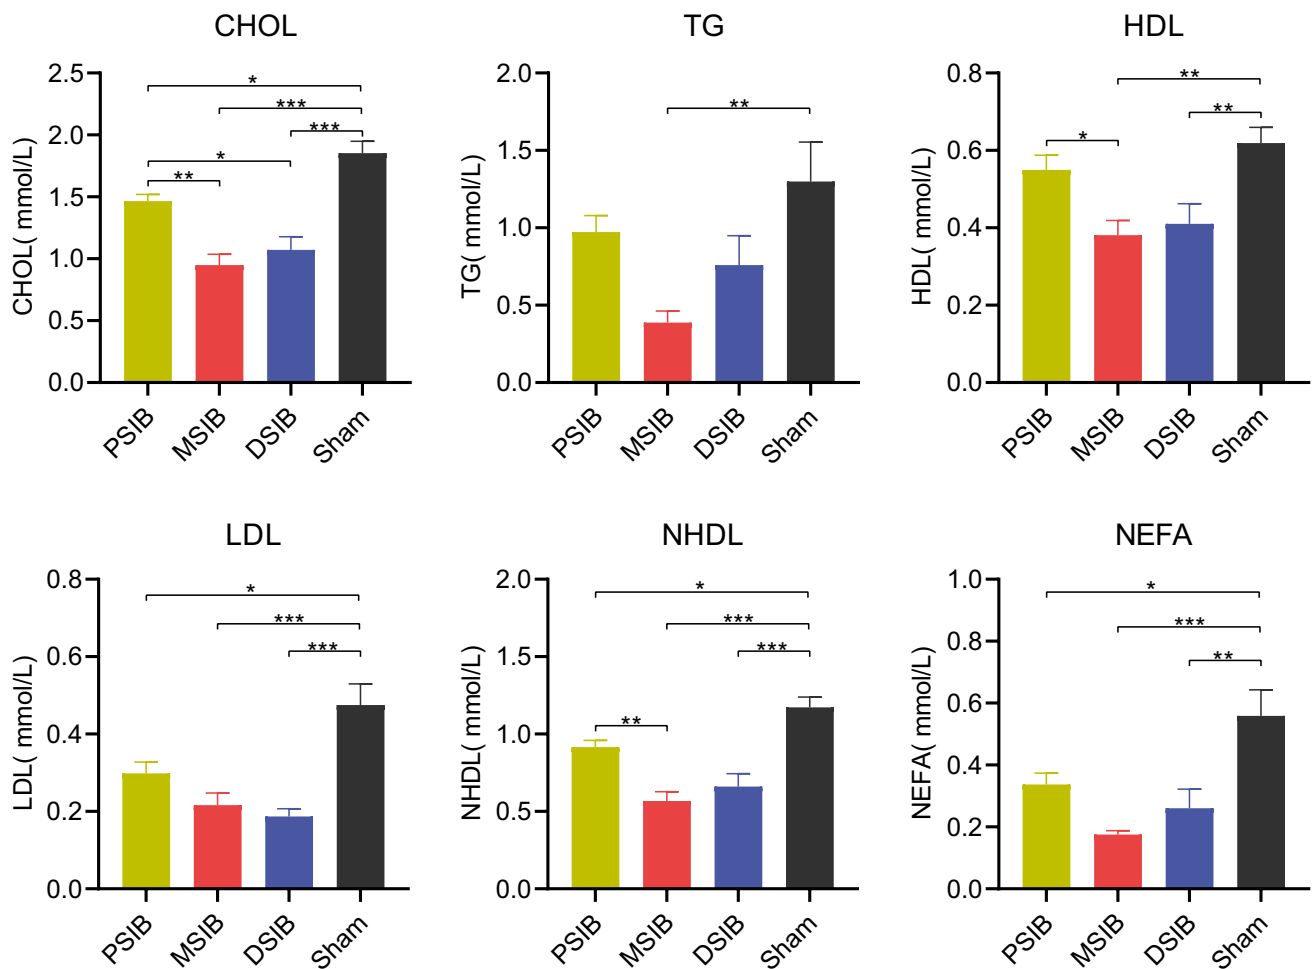 CHOL
TG
HDL
CHOL( mmol/L)
2.5
2.0
1.5
1.0
0.5
0.0
*
***
***
*
**
PSIB
MSIB
DSIB
Sham
TG( mmol/L)
2.0
1.5
1.0
0.5
0.0
**
PSIB
MSIB
DSIB
Sham
HDL( mmol/L)
0.8
0.6
0.4
0.2
0.0
**
**
*
PSIB
MSIB
DSIB
Sham
LDL
NHDL
NEFA
LDL( mmol/L)
0.8
0.6
0.4
0.2
0.0
*
***
***
PSIB
MSIB
DSIB
Sham
NHDL( mmol/L)
2.0
1.5
1.0
0.5
0.0
*
***
***
**
PSIB
MSIB
DSIB
Sham
NEFA( mmol/L)
1.0
0.8
0.6
0.4
0.2
0.0
*
***
**
PSIB
MSIB
DSIB
Sham